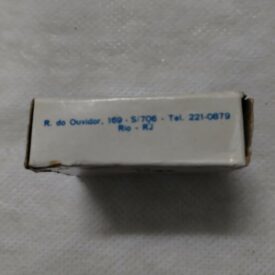 R. do Ouvidor, 169 - S/706 - Tel. 221-0879
Rio - RJ